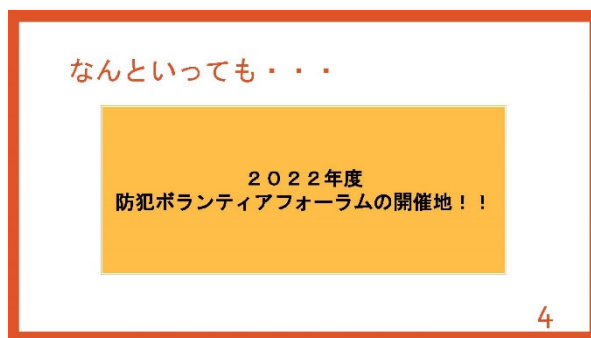 なんといっても・・・
２０２２年度
防犯ボランティアフォーラムの開催地！！
4